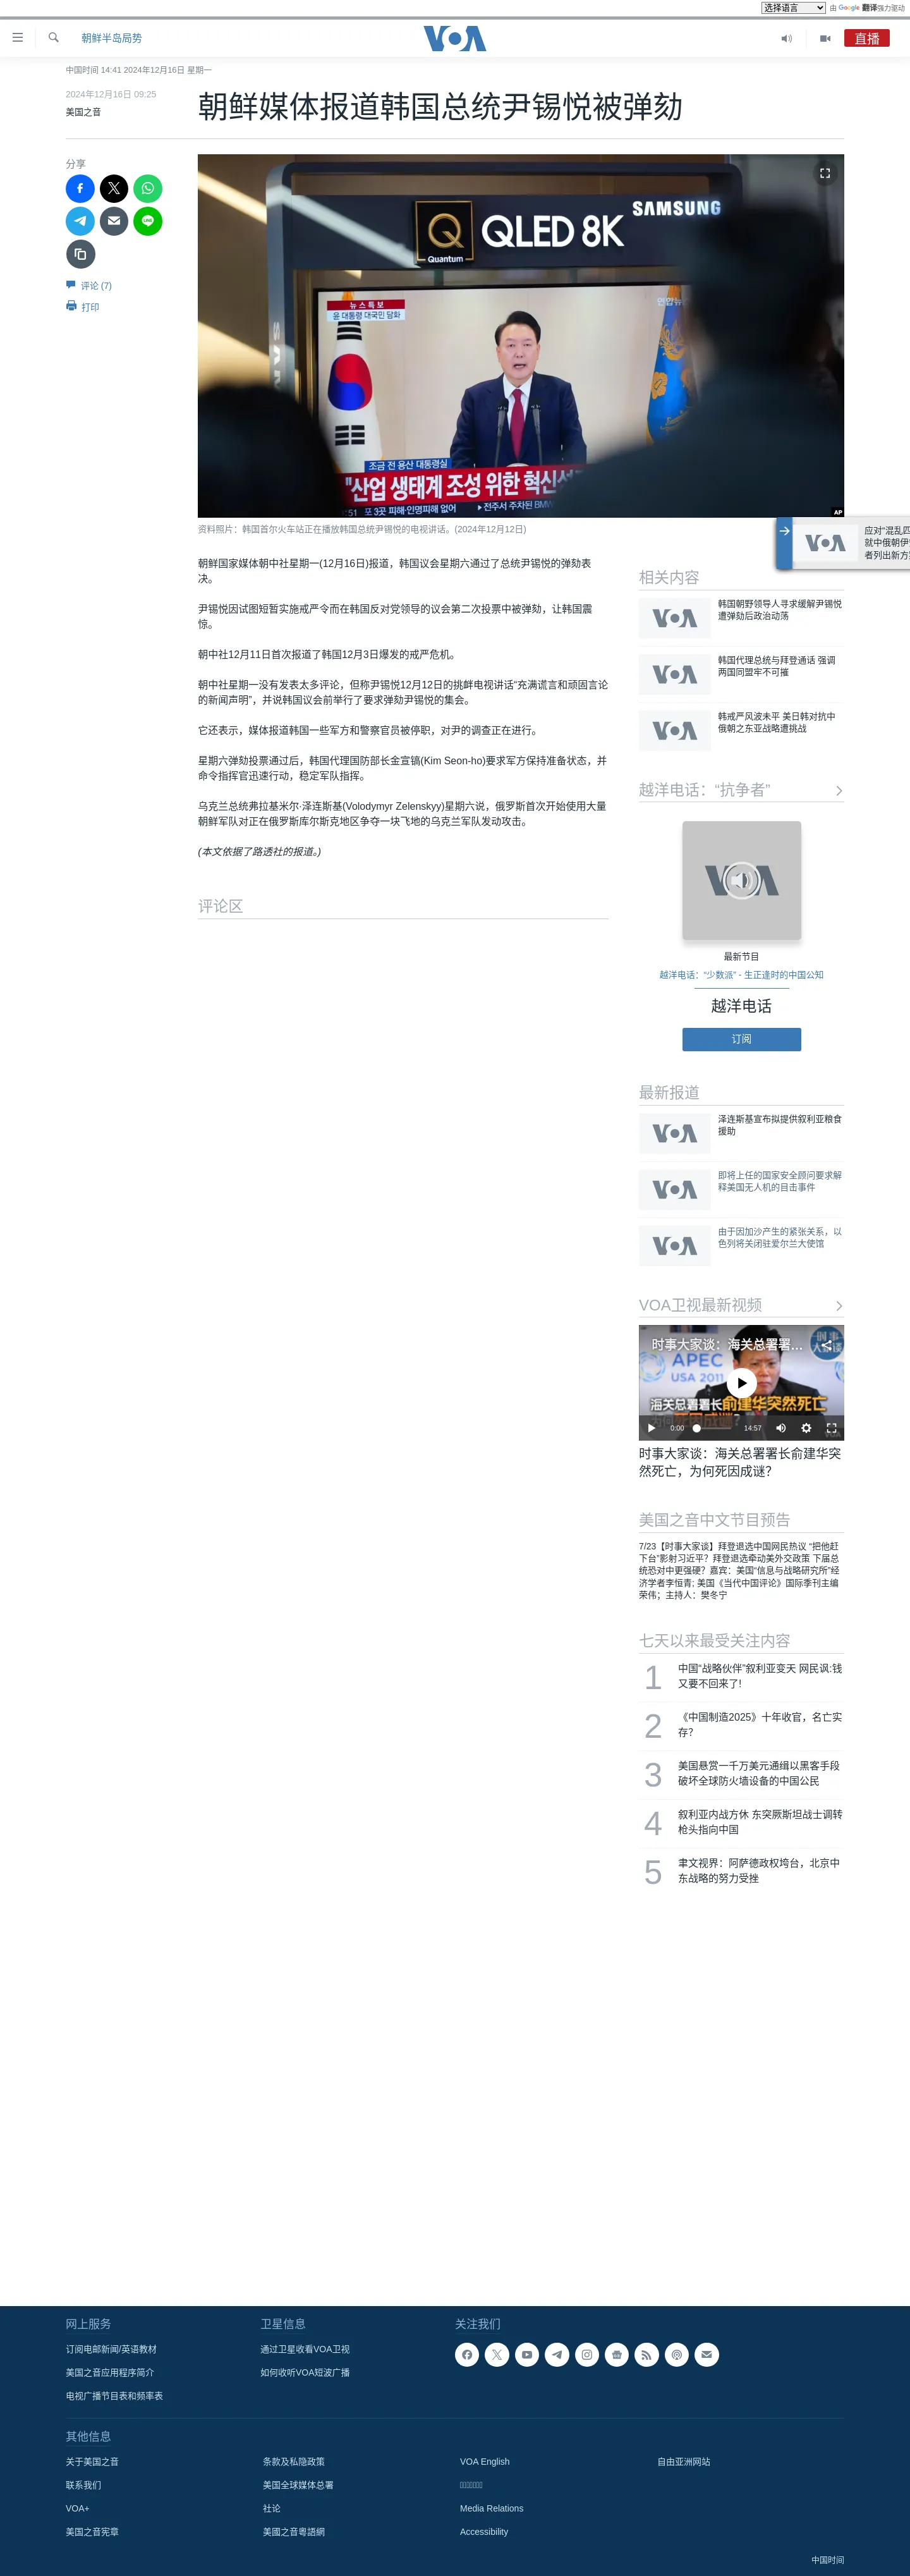 选择语言 由 Google 翻译强力驱动
朝鲜半岛局势
VOA
直播
中国时间 14:41 2024年12月16日 星期一
2024年12月16日 09:25
美国之音
朝鲜媒体报道韩国总统尹锡悦被弹劾
分享
评论 (7)
打印
SAMSUNG
QLED 8K
Quantum
뉴스특보
윤 대통령 대국민 담화
조금 전 용산 대통령실
"산업 생태계 조성 위한 혁신성
▶전주서 주차된 BMW
AP
资料照片：韩国首尔火车站正在播放韩国总统尹锡悦的电视讲话。(2024年12月12日)
朝鲜国家媒体朝中社星期一(12月16日)报道，韩国议会星期六通过了总统尹锡悦的弹劾表
决。
尹锡悦因试图短暂实施戒严令而在韩国反对党领导的议会第二次投票中被弹劾，让韩国震
惊。
朝中社12月11日首次报道了韩国12月3日爆发的戒严危机。
朝中社星期一没有发表太多评论，但称尹锡悦12月12日的挑衅电视讲话“充满谎言和顽固言论
的新闻声明”，并说韩国议会前举行了要求弹劾尹锡悦的集会。
它还表示，媒体报道韩国一些军方和警察官员被停职，对尹的调查正在进行。
星期六弹劾投票通过后，韩国代理国防部长金宣镐(Kim Seon-ho)要求军方保持准备状态，并
命令指挥官迅速行动，稳定军队指挥。
乌克兰总统弗拉基米尔·泽连斯基(Volodymyr Zelenskyy)星期六说，俄罗斯首次开始使用大量
朝鲜军队对正在俄罗斯库尔斯克地区争夺一块飞地的乌克兰军队发动攻击。
(本文依据了路透社的报道。)
评论区
应对“混乱四
就中俄朝伊
者列出新方
相关内容
韩国朝野领导人寻求缓解尹锡悦
遭弹劾后政治动荡
韩国代理总统与拜登通话 强调
两国同盟牢不可摧
韩戒严风波未平 美日韩对抗中
俄朝之东亚战略遭挑战
越洋电话：“抗争者”
最新节目
越洋电话：“少数派” - 生正逢时的中国公知
越洋电话
订阅
最新报道
泽连斯基宣布拟提供叙利亚粮食
援助
即将上任的国家安全顾问要求解
释美国无人机的目击事件
由于因加沙产生的紧张关系，以
色列将关闭驻爱尔兰大使馆
VOA卫视最新视频
时事大家谈：海关总署署…
APEC
USA 2011
海关总署署长俞建华突然死亡
0:00 14:57
时事大家谈：海关总署署长俞建华突
然死亡，为何死因成谜？
美国之音中文节目预告
7/23【时事大家谈】拜登退选中国网民热议 “把他赶
下台”影射习近平？拜登退选牵动美外交政策 下届总
统恐对中更强硬？嘉宾：美国“信息与战略研究所”经
济学者李恒青; 美国《当代中国评论》国际季刊主编
荣伟；主持人：樊冬宁
七天以来最受关注内容
1 中国“战略伙伴”叙利亚变天 网民讽:钱
又要不回来了!
2 《中国制造2025》十年收官，名亡实
存？
3 美国悬赏一千万美元通缉以黑客手段
破坏全球防火墙设备的中国公民
4 叙利亚内战方休 东突厥斯坦战士调转
枪头指向中国
5 聿文视界：阿萨德政权垮台，北京中
东战略的努力受挫
网上服务 卫星信息 关注我们
订阅电邮新闻/英语教材 通过卫星收看VOA卫视
美国之音应用程序简介 如何收听VOA短波广播
电视广播节目表和频率表
其他信息
关于美国之音 条款及私隐政策 VOA English 自由亚洲网站
联系我们 美国全球媒体总署
VOA+ 社论 Media Relations
美国之音宪章 美國之音粵語網 Accessibility
中国时间